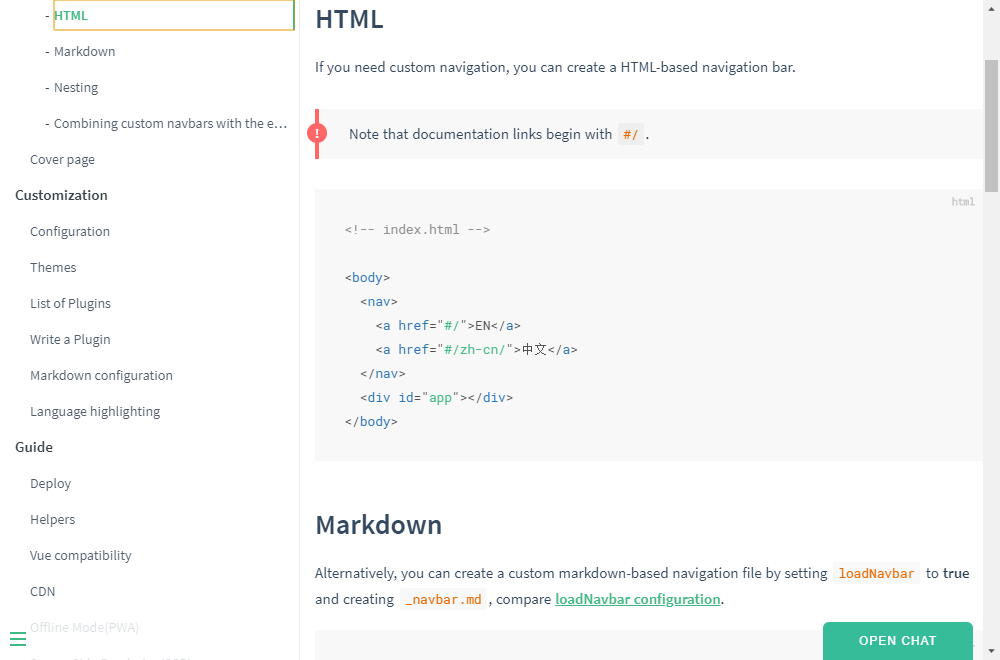 - HTML
- Markdown
- Nesting
- Combining custom navbars with the e…
Cover page
Customization
Configuration
Themes
List of Plugins
Write a Plugin
Markdown configuration
Language highlighting
Guide
Deploy
Helpers
Vue compatibility
CDN
Offline Mode(PWA)
HTML
If you need custom navigation, you can create a HTML-based navigation bar.
!
Note that documentation links begin with #/ .
html
<!-- index.html -->
<body>
<nav>
<a href="#/">EN</a>
<a href="#/zh-cn/">中文</a>
</nav>
<div id="app"></div>
</body>
Markdown
Alternatively, you can create a custom markdown-based navigation file by setting loadNavbar to true
and creating _navbar.md , compare loadNavbar configuration.
OPEN CHAT